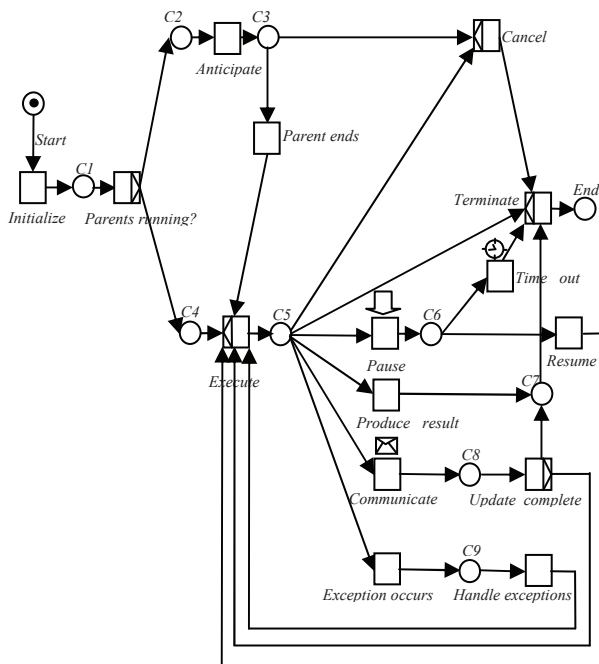 C2
C3
Anticipate
Cancel
Start
Parent ends
C1
Initialize
Parents running?
Terminate
End
Time out
C4
C5
C6
Execute
Pause
Resume
C7
Produce result
C8
Communicate
Update complete
C9
Exception occurs
Handle exceptions